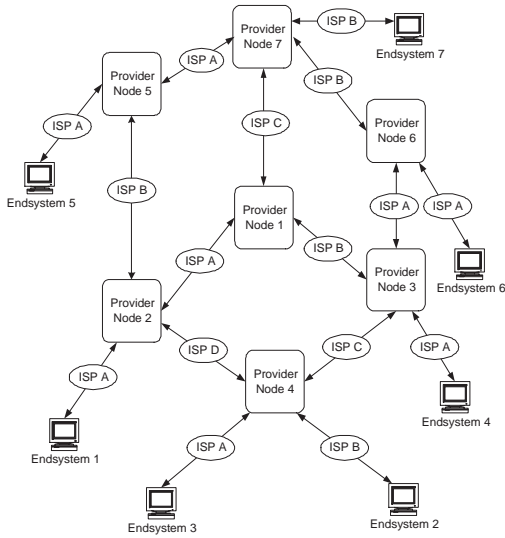 ISP B
Provider
Node 7
Endsystem 7
Provider
Node 5
ISP A
ISP B
ISP A
ISP C
Provider
Node 6
Endsystem 5
ISP B
ISP A
ISP A
Provider
Node 1
ISP A
ISP B
Endsystem 6
Provider
Node 3
Provider
Node 2
ISP D
ISP C
ISP A
ISP A
Provider
Node 4
Endsystem 4
Endsystem 1
ISP A
ISP B
Endsystem 3
Endsystem 2